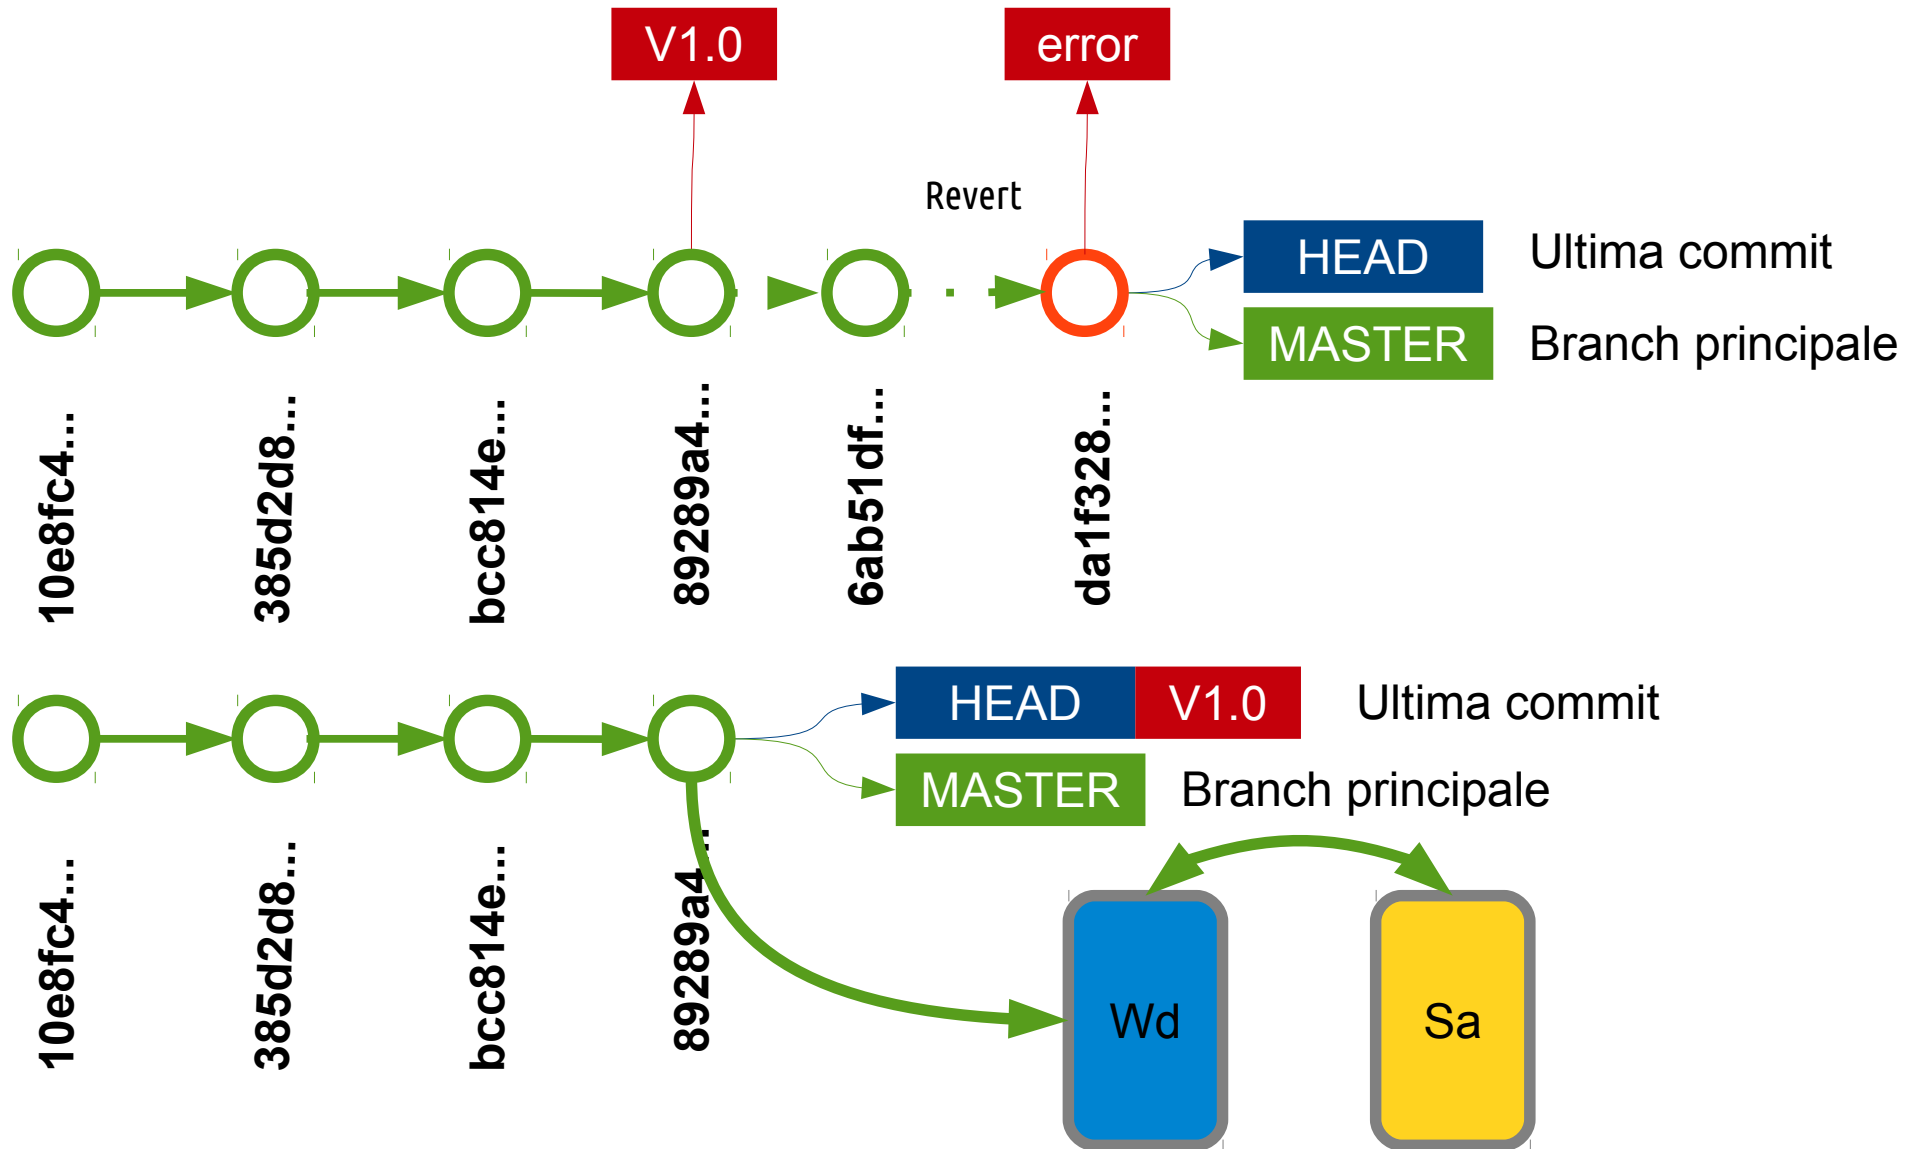 V1.0
error
Revert
HEAD
Ultima commit
MASTER
Branch principale
10e8fc4...
385d2d8...
bcc814e...
89289a4...
6ab51df...
da1f328...
HEAD
V1.0
Ultima commit
MASTER
Branch principale
10e8fc4...
385d2d8...
bcc814e...
89289a4...
Wd
Sa